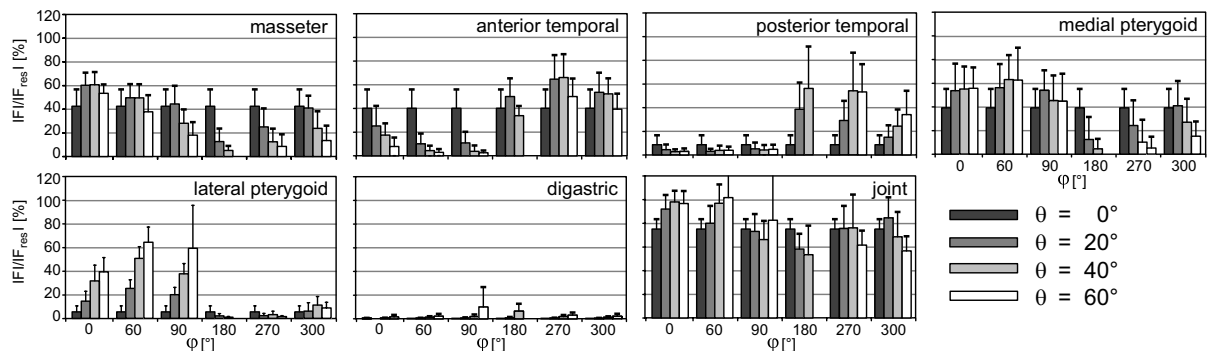 120
100
80
60
40
20
0
|F|/|F_res| [%]
masseter
anterior temporal
posterior temporal
medial pterygoid
0 60 90 180 270 300
φ [°]
120
100
80
60
40
20
0
|F|/|F_res| [%]
lateral pterygoid
0 60 90 180 270 300
φ [°]
digastric
0 60 90 180 270 300
φ [°]
joint
0 60 90 180 270 300
φ [°]
θ = 0°
θ = 20°
θ = 40°
θ = 60°